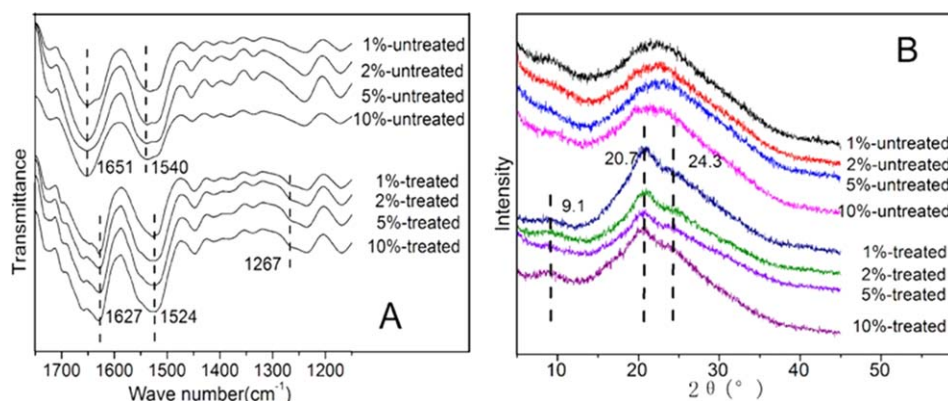 A
1%-untreated
2%-untreated
5%-untreated
10%-untreated
1651
1540
1%-treated
2%-treated
5%-treated
10%-treated
1267
1627
1524
1700 1600 1500 1400 1300 1200
Wave number(cm⁻¹)
Transmittance
B
1%-untreated
2%-untreated
5%-untreated
10%-untreated
20.7
24.3
9.1
1%-treated
2%-treated
5%-treated
10%-treated
10 20 30 40 50
2θ(°)
Intensity